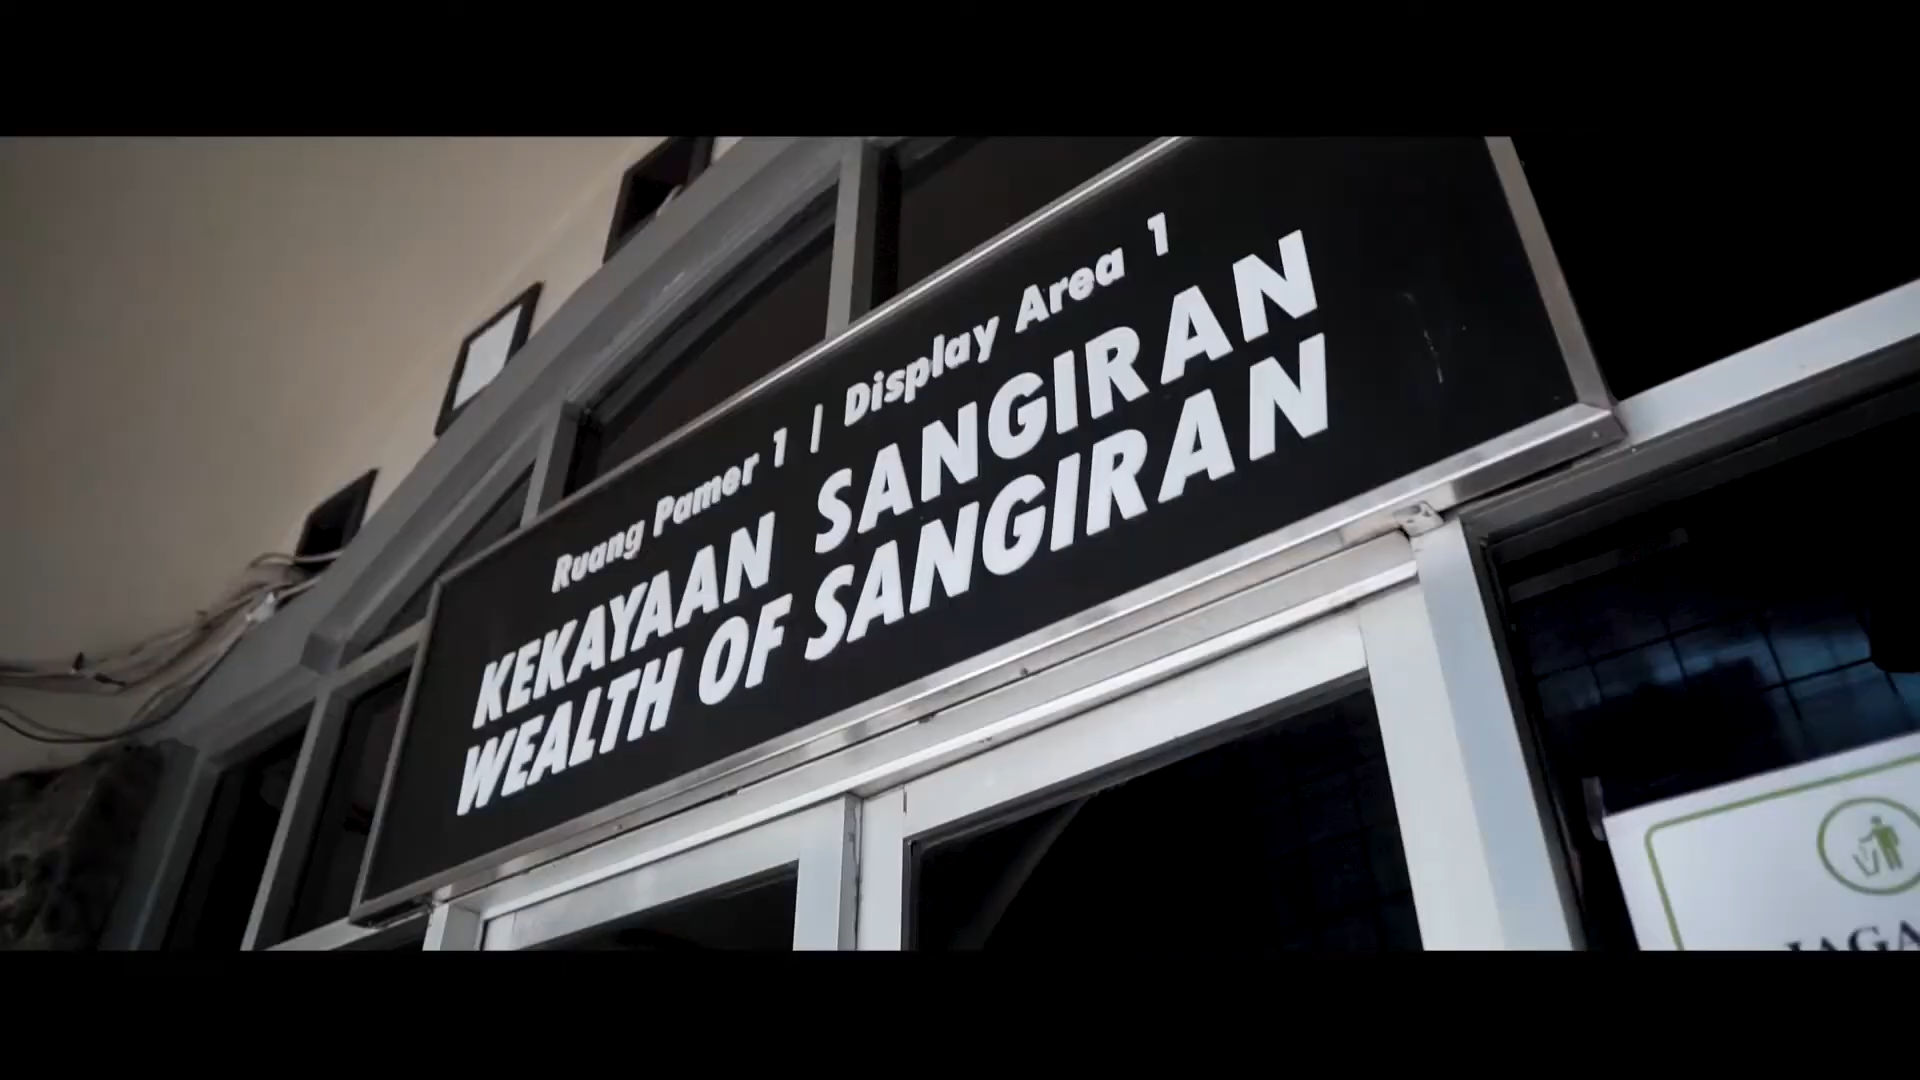 Ruang Pamer 1 | Display Area 1
KEKAYAAN SANGIRAN
WEALTH OF SANGIRAN